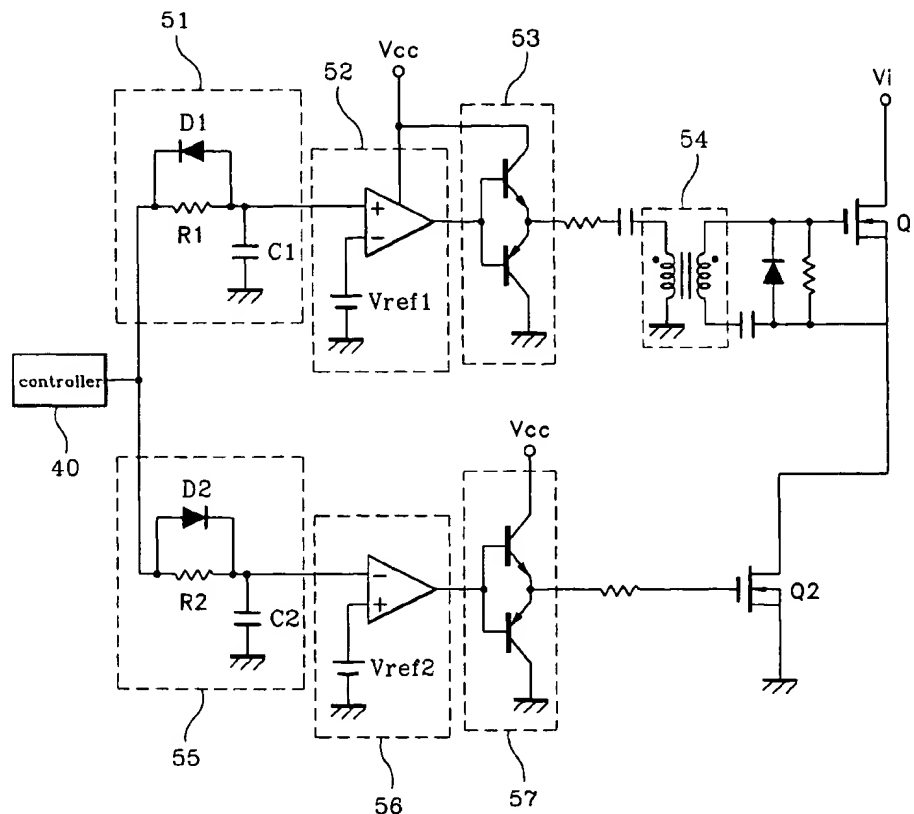 51
53
Vcc
52
Vi
D1
54
Q
R1
C1
Vref1
controller
40
Vcc
D2
R2
C2
Q2
Vref2
55
56
57